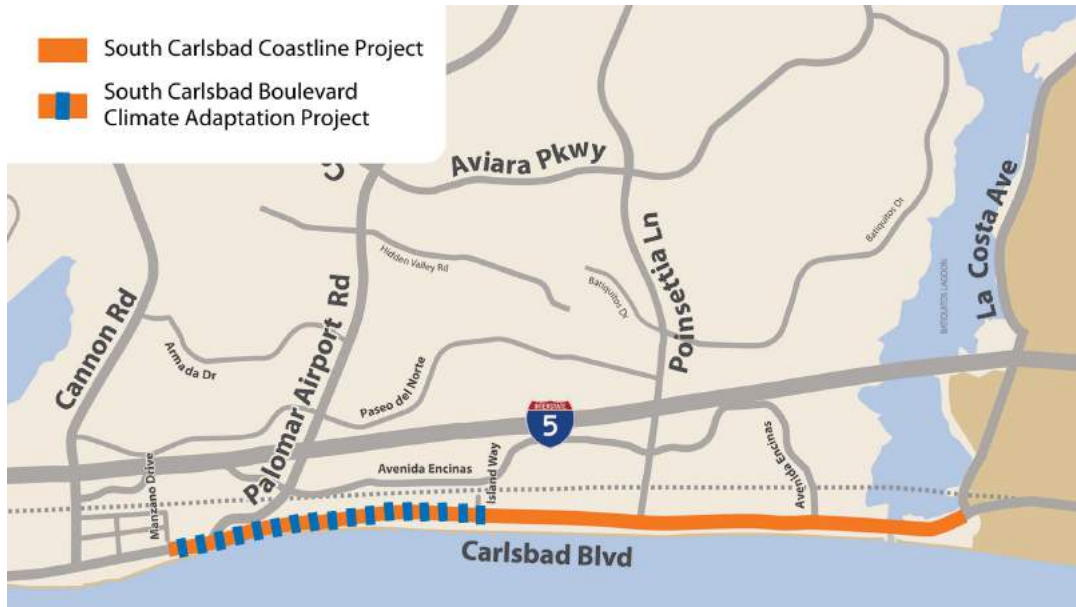 South Carlsbad Coastline Project
South Carlsbad Boulevard
Climate Adaptation Project
Aviara Pkwy
Hidden Valley Rd
Batiquitos Dr
Batiquitos Dr
Poinsettia Ln
La Costa Ave
BATIQUITOS LAGOON
Cannon Rd
Armada Dr
Palomar Airport Rd
Paseo del Norte
INTERSTATE
5
Manzano Drive
Avenida Encinas
Island Way
Avenida Encinas
Carlsbad Blvd